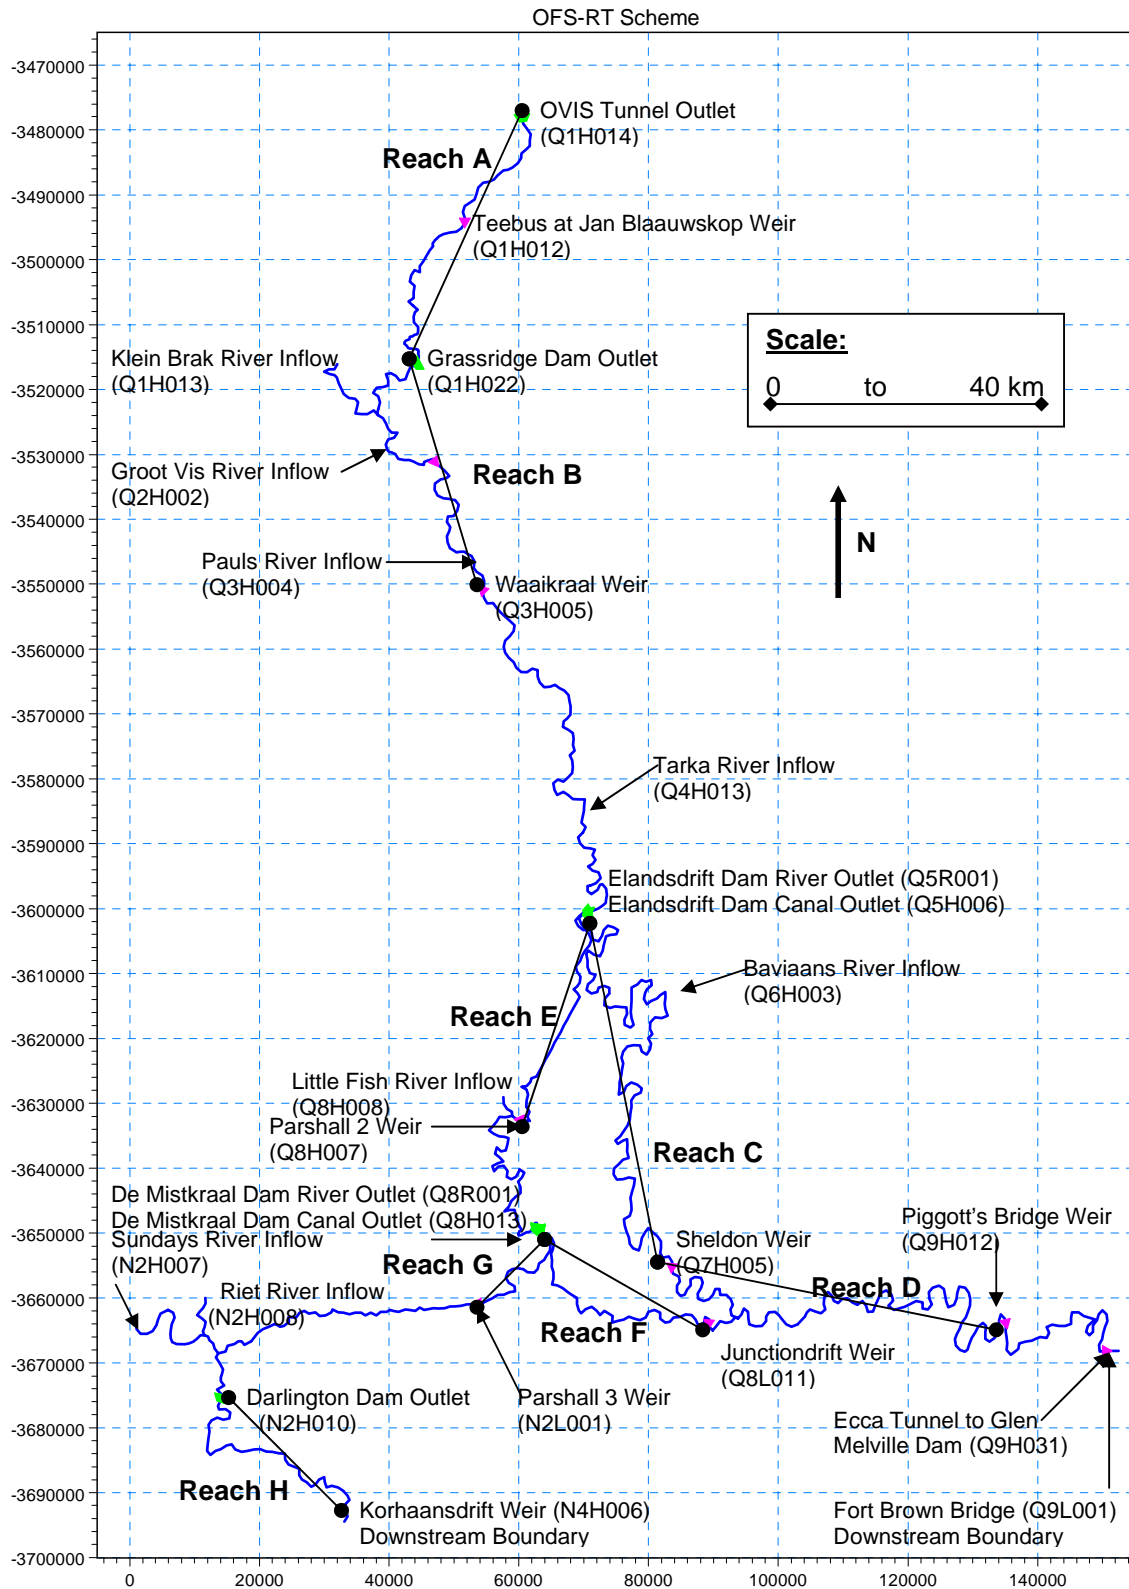 OFS-RT Scheme
-3470000
-3480000
-3490000
-3500000
-3510000
-3520000
-3530000
-3540000
-3550000
-3560000
-3570000
-3580000
-3590000
-3600000
-3610000
-3620000
-3630000
-3640000
-3650000
-3660000
-3670000
-3680000
-3690000
-3700000
OVIS Tunnel Outlet
(Q1H014)
Reach A
Teebus at Jan Blaauwskop Weir
(Q1H012)
Scale:
0 to 40 km
Klein Brak River Inflow
(Q1H013)
Grassridge Dam Outlet
(Q1H022)
Groot Vis River Inflow
(Q2H002)
Reach B
N
Pauls River Inflow
(Q3H004)
Waaikraal Weir
(Q3H005)
Tarka River Inflow
(Q4H013)
Elandsdrift Dam River Outlet (Q5R001)
Elandsdrift Dam Canal Outlet (Q5H006)
Baviaans River Inflow
(Q6H003)
Reach E
Little Fish River Inflow
(Q8H008)
Parshall 2 Weir
(Q8H007)
Reach C
De Mistkraal Dam River Outlet (Q8R001)
De Mistkraal Dam Canal Outlet (Q8H013)
Sundays River Inflow
(N2H007)
Reach G
Sheldon Weir
(Q7H005)
Piggott's Bridge Weir
(Q9H012)
Reach D
Riet River Inflow
(N2H008)
Reach F
Junctiondrift Weir
(Q8L011)
Darlington Dam Outlet
(N2H010)
Parshall 3 Weir
(N2L001)
Ecca Tunnel to Glen
Melville Dam (Q9H031)
Reach H
Korhaansdrift Weir (N4H006)
Downstream Boundary
Fort Brown Bridge (Q9L001)
Downstream Boundary
0 20000 40000 60000 80000 100000 120000 140000